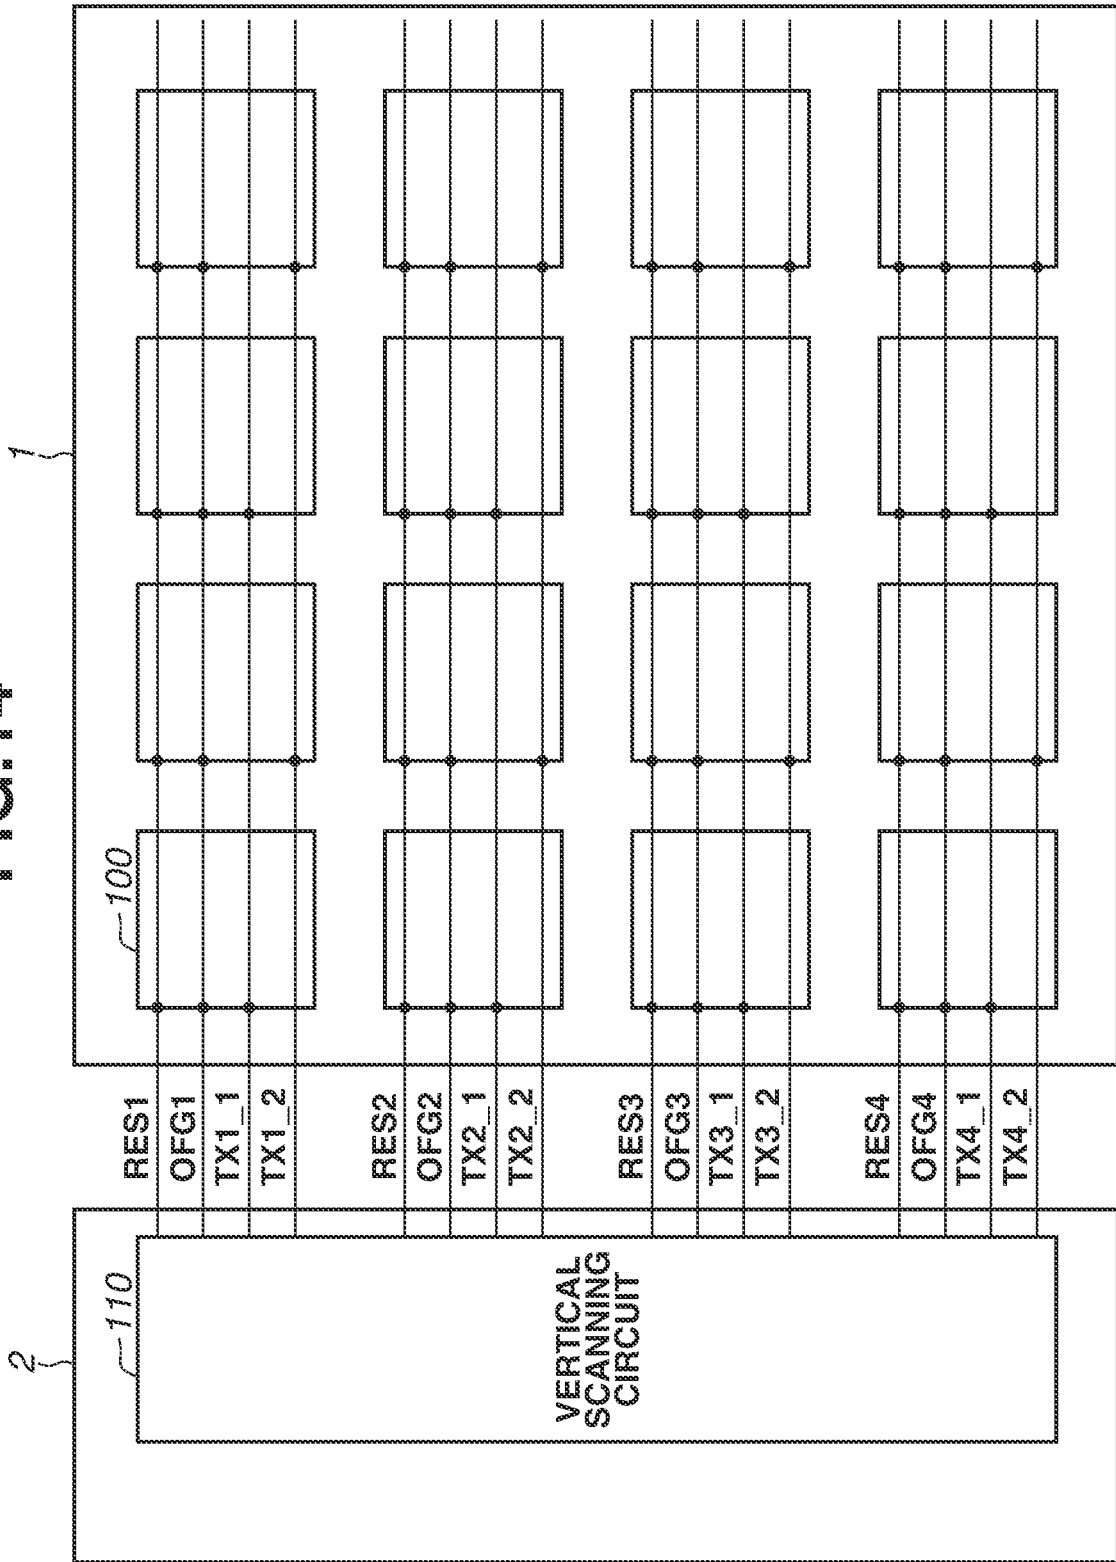 2
1
110
100
RES1
OFG1
TX1_1
TX1_2
RES2
OFG2
TX2_1
TX2_2
VERTICAL
SCANNING
CIRCUIT
RES3
OFG3
TX3_1
TX3_2
RES4
OFG4
TX4_1
TX4_2